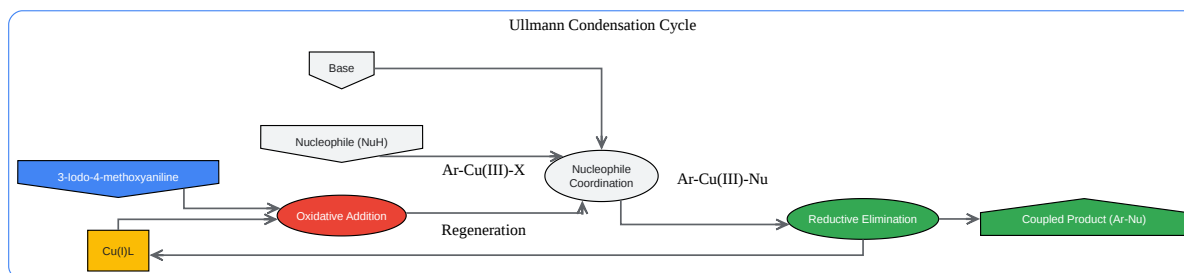 Ullmann Condensation Cycle
Base
Nucleophile (NuH)
Ar-Cu(III)-X
Nucleophile
Coordination
Ar-Cu(III)-Nu
3-Iodo-4-methoxyaniline
Oxidative Addition
Regeneration
Reductive Elimination
Coupled Product (Ar-Nu)
Cu(I)L